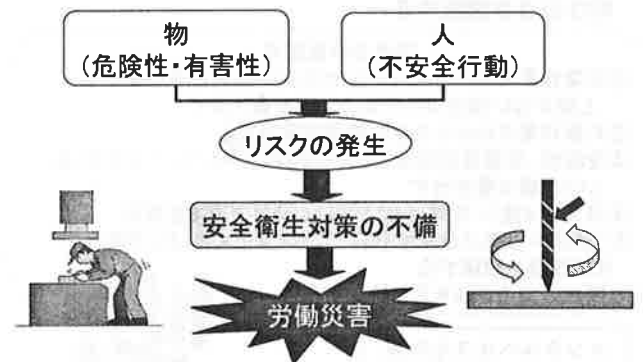 物
(危険性・有害性)
人
(不安全行動)
リスクの発生
安全衛生対策の不備
労働災害